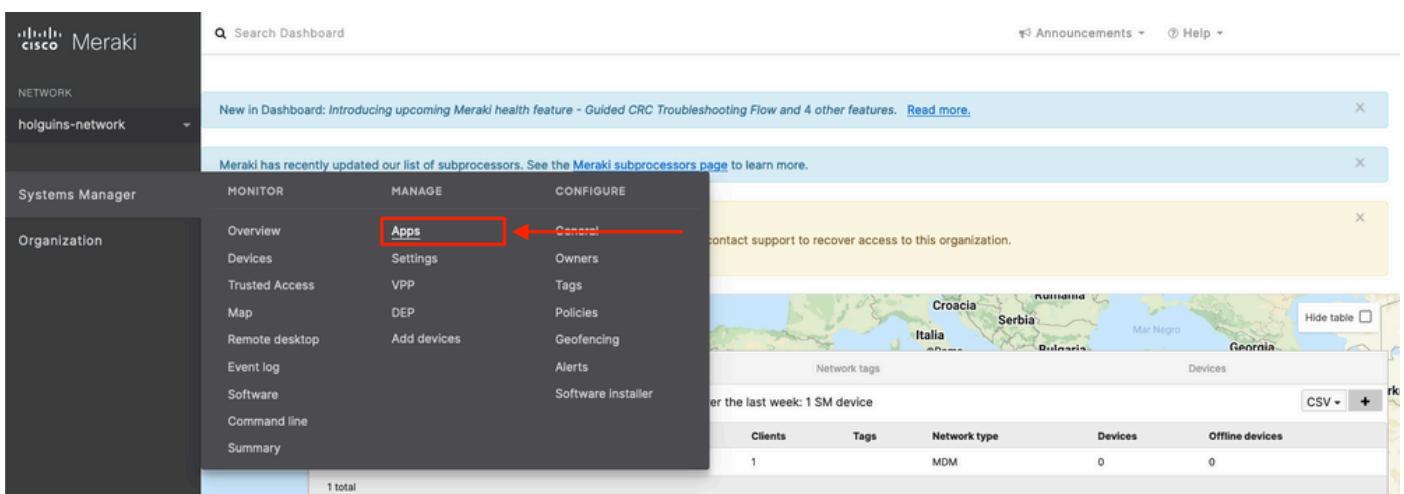 cisco Meraki
Search Dashboard
Announcements
Help
NETWORK
holguins-network
New in Dashboard: Introducing upcoming Meraki health feature - Guided CRC Troubleshooting Flow and 4 other features. Read more.
Meraki has recently updated our list of subprocessors. See the Meraki subprocessors page to learn more.
Systems Manager
Organization
MONITOR
Overview
Devices
Trusted Access
Map
Remote desktop
Event log
Software
Command line
Summary
MANAGE
Apps
Settings
VPP
DEP
Add devices
CONFIGURE
General
Owners
Tags
Policies
Geofencing
Alerts
Software installer
contact support to recover access to this organization.
Croacia
Serbia
Italia
Mar Negro
Georgia
Hide table
Network tags
Devices
er the last week: 1 SM device
CSV
+
Clients
Tags
Network type
Devices
Offline devices
1
MDM
0
0
1 total